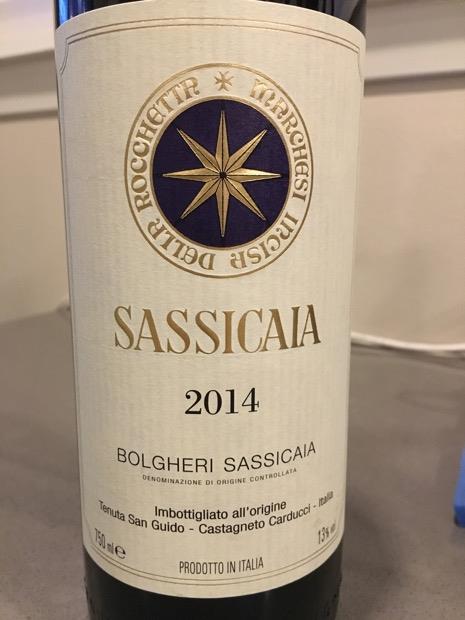 MARCHESI INCISA DELLA ROCCHETTA
SASSICAIA
2014
BOLGHERI SASSICAIA
DENOMINAZIONE DI ORIGINE CONTROLLATA
Imbottigliato all'origine
Tenuta San Guido - Castagneto Carducci - Italia
750 ml e 13% vol
PRODOTTO IN ITALIA